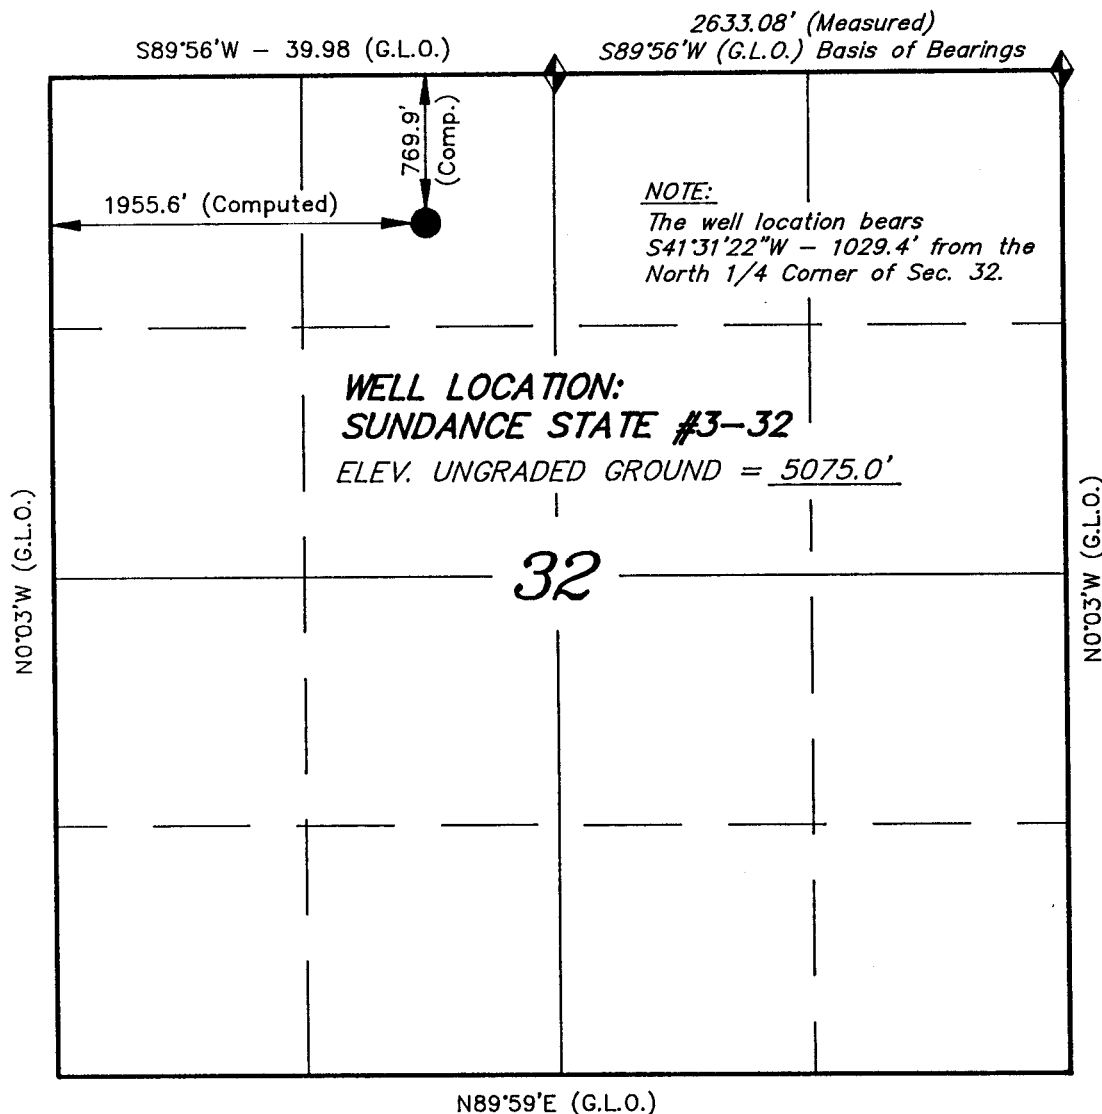 2633.08' (Measured)
S89°56'W - 39.98 (G.L.O.)
S89°56'W (G.L.O.) Basis of Bearings
769.9'
(Comp.)
1955.6' (Computed)
NOTE:
The well location bears
S41°31'22"W - 1029.4' from the
North 1/4 Corner of Sec. 32.
WELL LOCATION:
SUNDANCE STATE #3-32
ELEV. UNGRADED GROUND = 5075.0'
N0°03'W (G.L.O.)
32
N0°03'W (G.L.O.)
N89°59'E (G.L.O.)